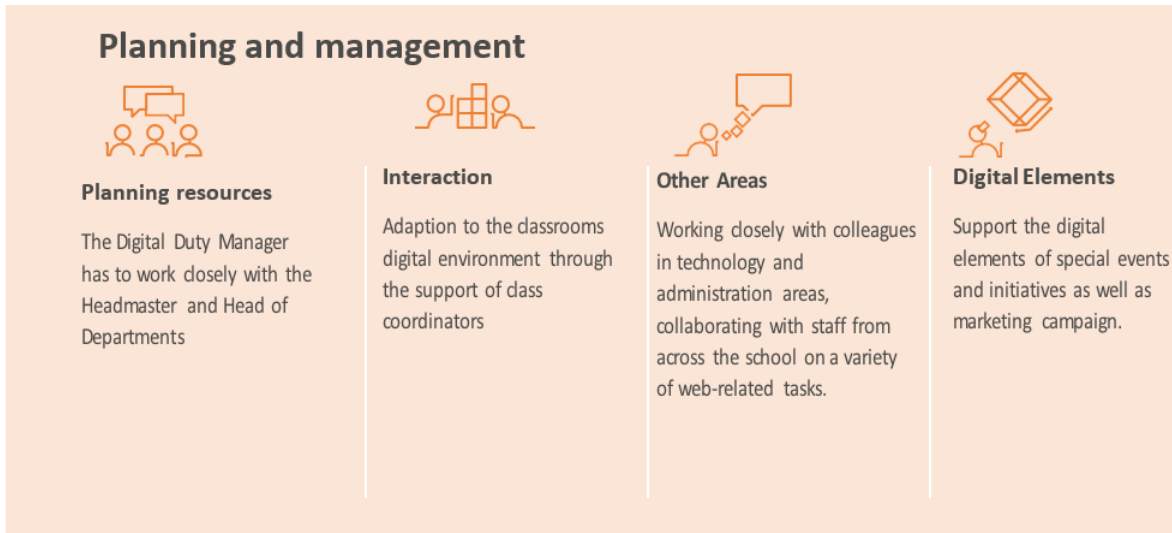 Planning and management
Planning resources
The Digital Duty Manager
has to work closely with the
Headmaster and Head of
Departments
Interaction
Adaption to the classrooms
digital environment through
the support of class
coordinators
Other Areas
Working closely with colleagues
in technology and
administration areas,
collaborating with staff from
across the school on a variety
of web-related tasks.
Digital Elements
Support the digital
elements of special events
and initiatives as well as
marketing campaign.